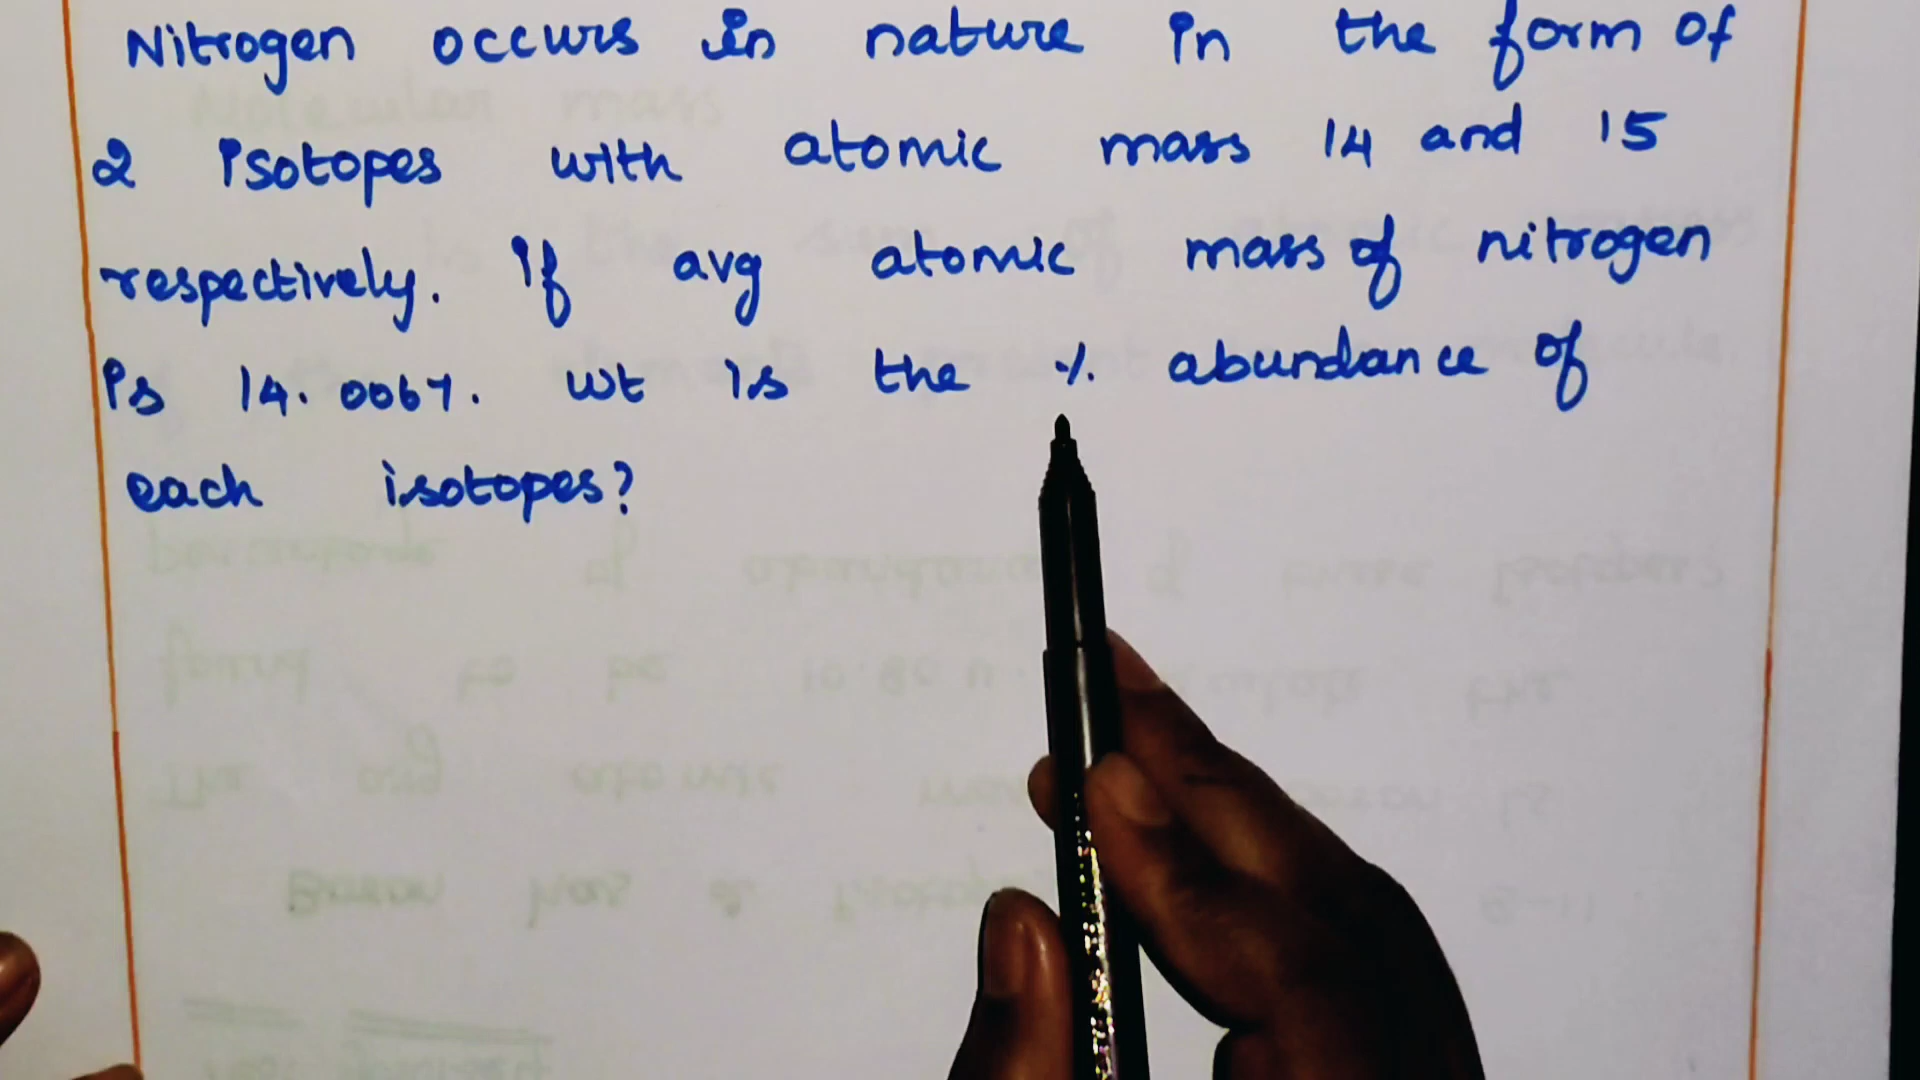 Nitrogen occurs in nature in the form of
2 isotopes with atomic mass 14 and 15
respectively. If avg atomic mass of nitrogen
is 14.0067. wt is the % abundance of
each isotopes?